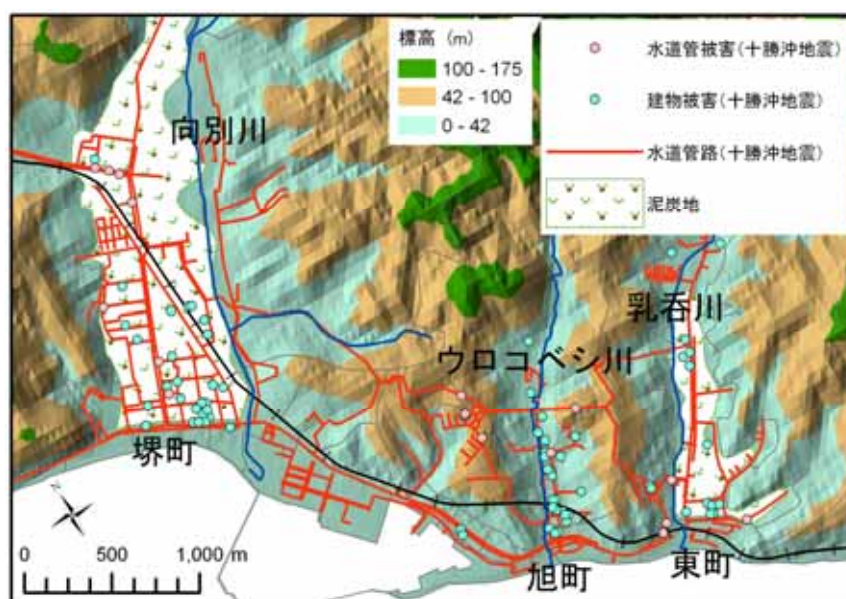 標高 (m)
100 - 175
42 - 100
0 - 42
水道管被害(十勝沖地震)
建物被害(十勝沖地震)
水道管路(十勝沖地震)
泥炭地
向別川
乳呑川
ウロコベシ川
堺町
旭町
東町
N
0 500 1,000 m